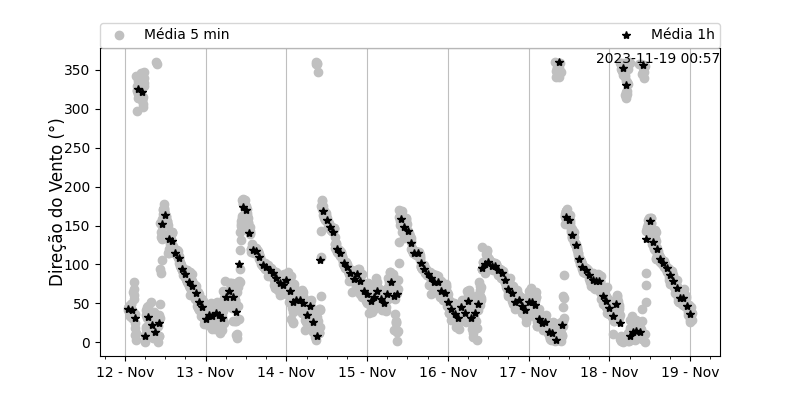 Média 5 min
Média 1h
2023-11-19 00:57
Direção do Vento (°)
350
300
250
200
150
100
50
0
12 - Nov
13 - Nov
14 - Nov
15 - Nov
16 - Nov
17 - Nov
18 - Nov
19 - Nov